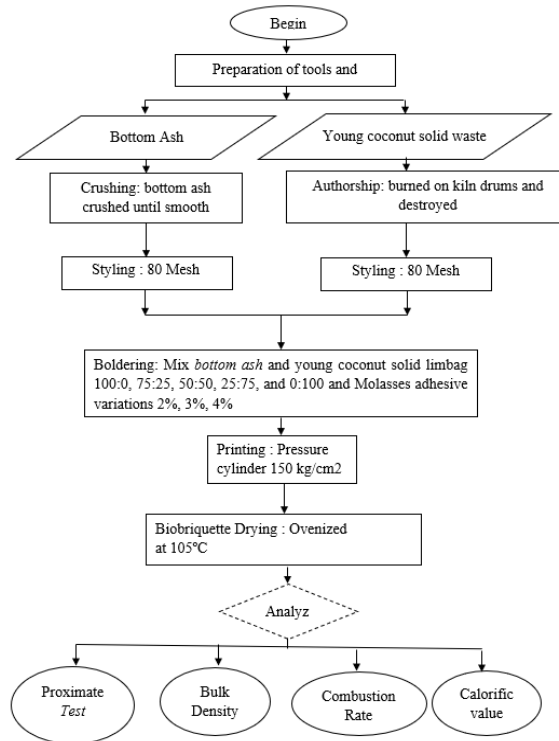 Begin
Preparation of tools and
Bottom Ash
Young coconut solid waste
Crushing: bottom ash
crushed until smooth
Authorship: burned on kiln drums and
destroyed
Styling : 80 Mesh
Styling : 80 Mesh
Boldering: Mix bottom ash and young coconut solid limbag
100:0, 75:25, 50:50, 25:75, and 0:100 and Molasses adhesive
variations 2%, 3%, 4%
Printing : Pressure
cylinder 150 kg/cm2
Biobriquette Drying : Ovenized
at 105ºC
Analyz
Proximate
Test
Bulk
Density
Combustion
Rate
Calorific
value